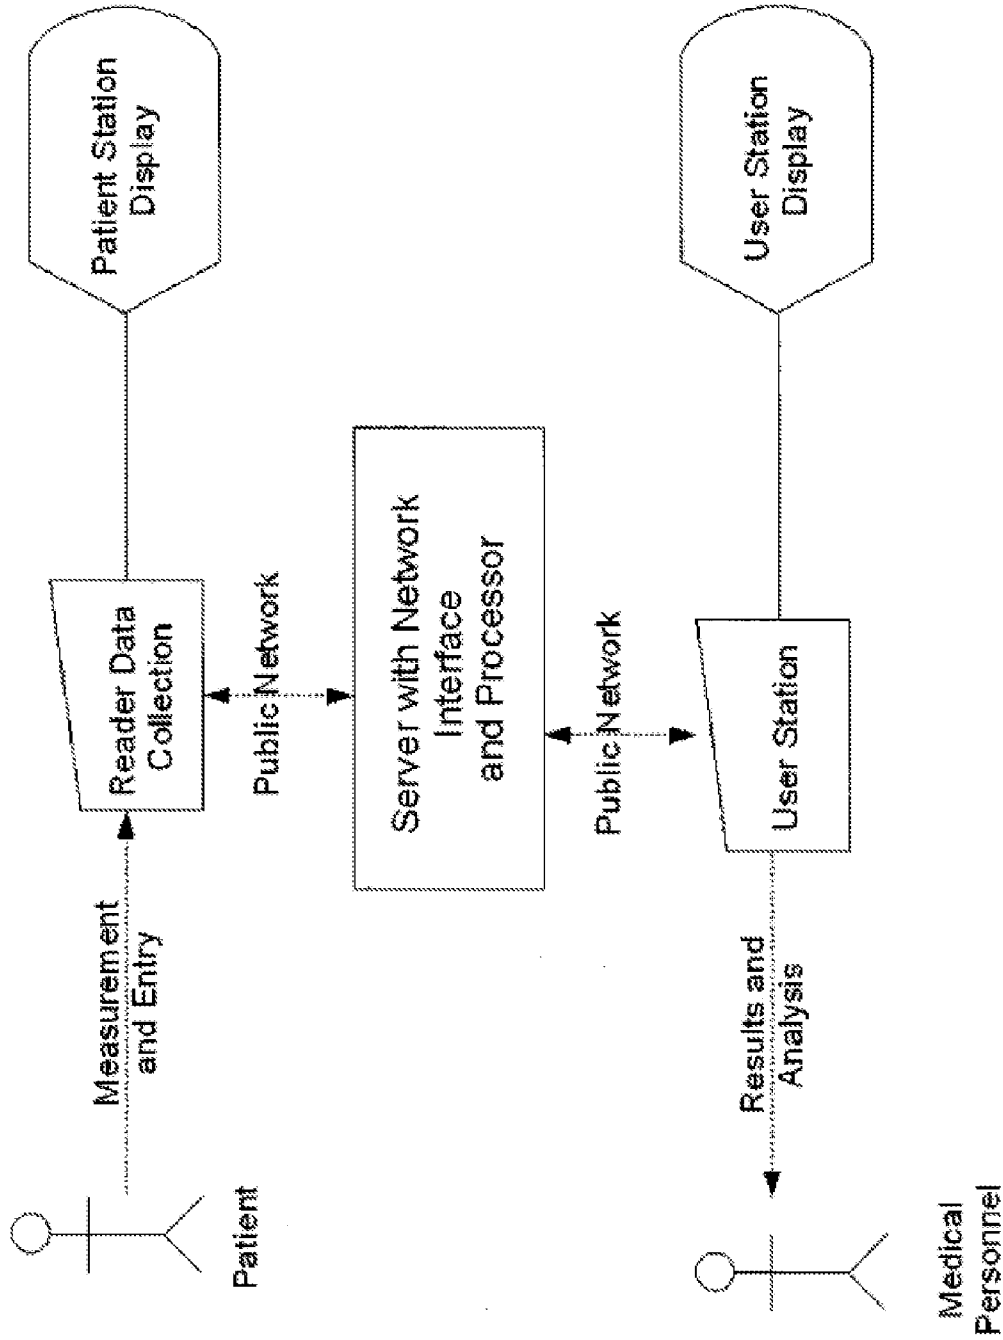 Patient
Measurement
and Entry
Reader Data
Collection
Patient Station
Display
Public Network
Server with Network
Interface
and Processor
Public Network
Medical
Personnel
Results and
Analysis
User Station
User Station
Display